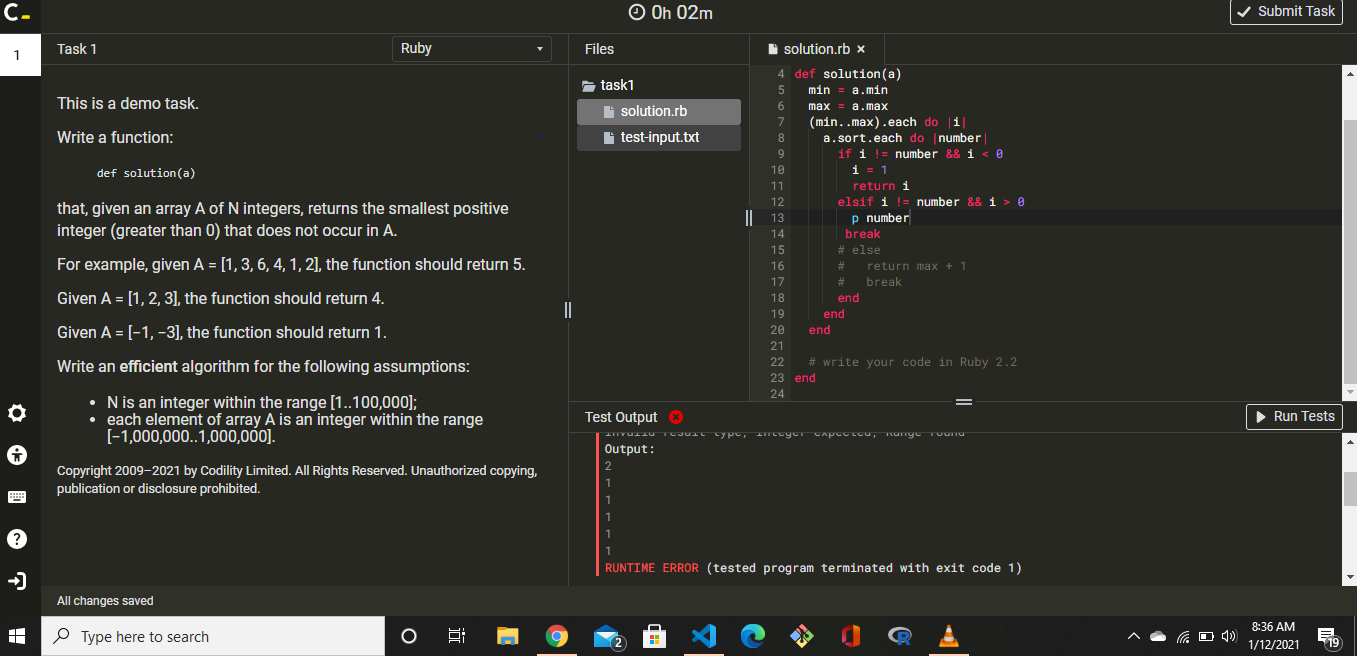 C_
0h 02m
Submit Task
1
Task 1
Ruby
Files
solution.rb ×
This is a demo task.
Write a function:
def solution(a)
that, given an array A of N integers, returns the smallest positive
integer (greater than 0) that does not occur in A.
For example, given A = [1, 3, 6, 4, 1, 2], the function should return 5.
Given A = [1, 2, 3], the function should return 4.
Given A = [−1, −3], the function should return 1.
Write an efficient algorithm for the following assumptions:
• N is an integer within the range [1..100,000];
• each element of array A is an integer within the range
[−1,000,000..1,000,000].
Copyright 2009–2021 by Codility Limited. All Rights Reserved. Unauthorized copying,
publication or disclosure prohibited.
task1
solution.rb
test-input.txt
4 def solution(a)
5 min = a.min
6 max = a.max
7 (min..max).each do |i|
8 a.sort.each do |number|
9 if i != number && i < 0
10 i = 1
11 return i
12 elsif i != number && i > 0
13 p number
14 break
15 # else
16 # return max + 1
17 # break
18 end
19 end
20 end
21
22 # write your code in Ruby 2.2
23 end
24
Test Output
Run Tests
Invalid result type, Integer expected, Range found
Output:
2
1
1
1
1
1
RUNTIME ERROR (tested program terminated with exit code 1)
All changes saved
Type here to search
2
8:36 AM
1/12/2021
19